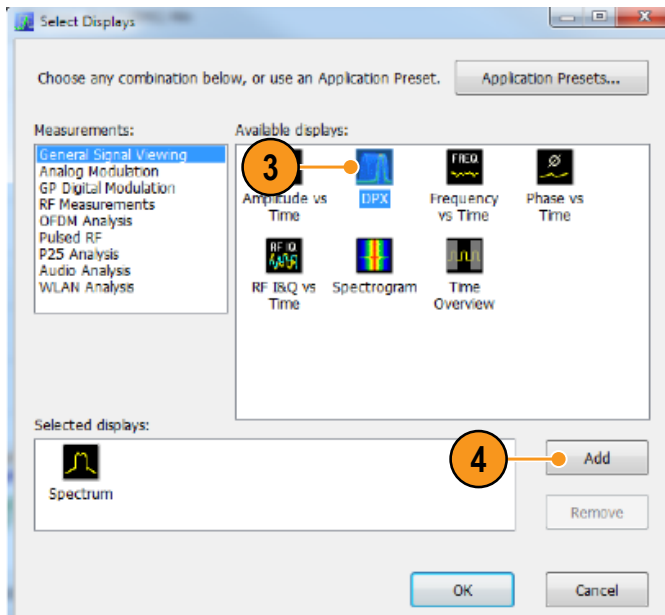 Select Displays
Choose any combination below, or use an Application Preset.
Application Presets...
Measurements:
General Signal Viewing
Analog Modulation
GP Digital Modulation
RF Measurements
OFDM Analysis
Pulsed RF
P25 Analysis
Audio Analysis
WLAN Analysis
Available displays:
3
Amplitude vs
Time
DPX
FREQ
Frequency
vs Time
Ø
Phase vs
Time
RF IQ
RF I&Q vs
Time
Spectrogram
Time
Overview
Selected displays:
Spectrum
4
Add
Remove
OK
Cancel